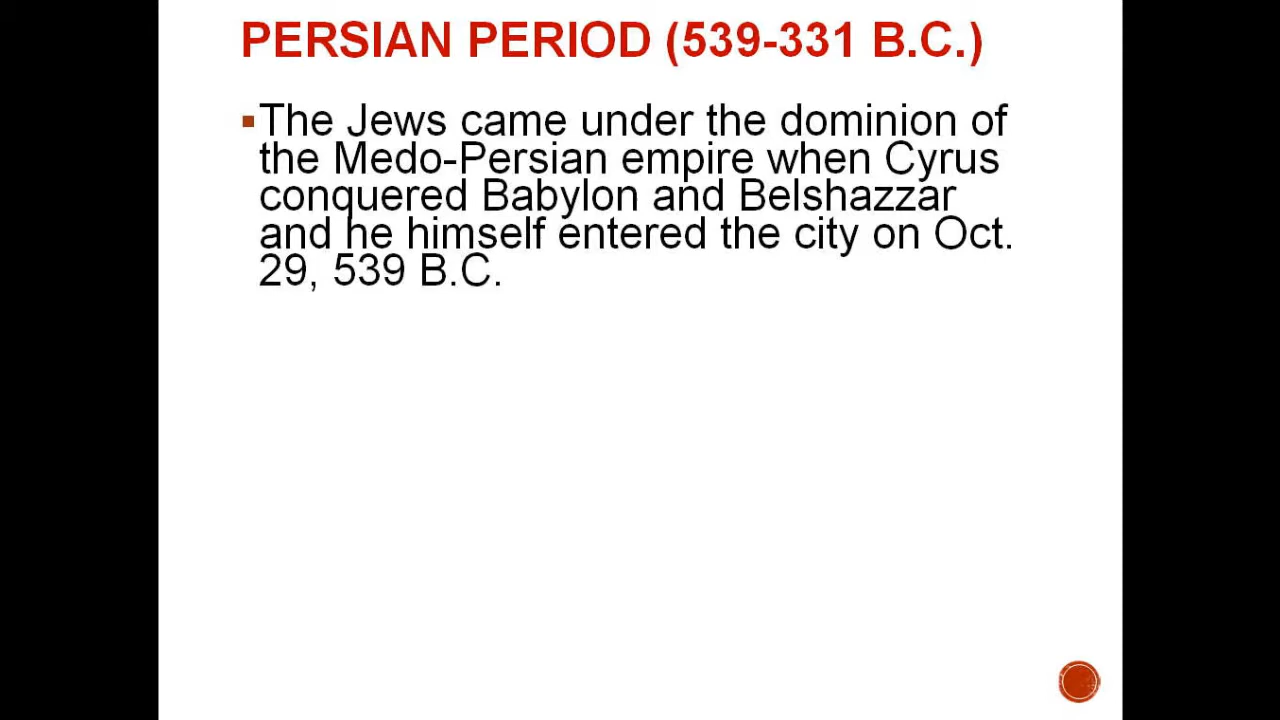 PERSIAN PERIOD (539-331 B.C.)
▪The Jews came under the dominion of
the Medo-Persian empire when Cyrus
conquered Babylon and Belshazzar
and he himself entered the city on Oct.
29, 539 B.C.